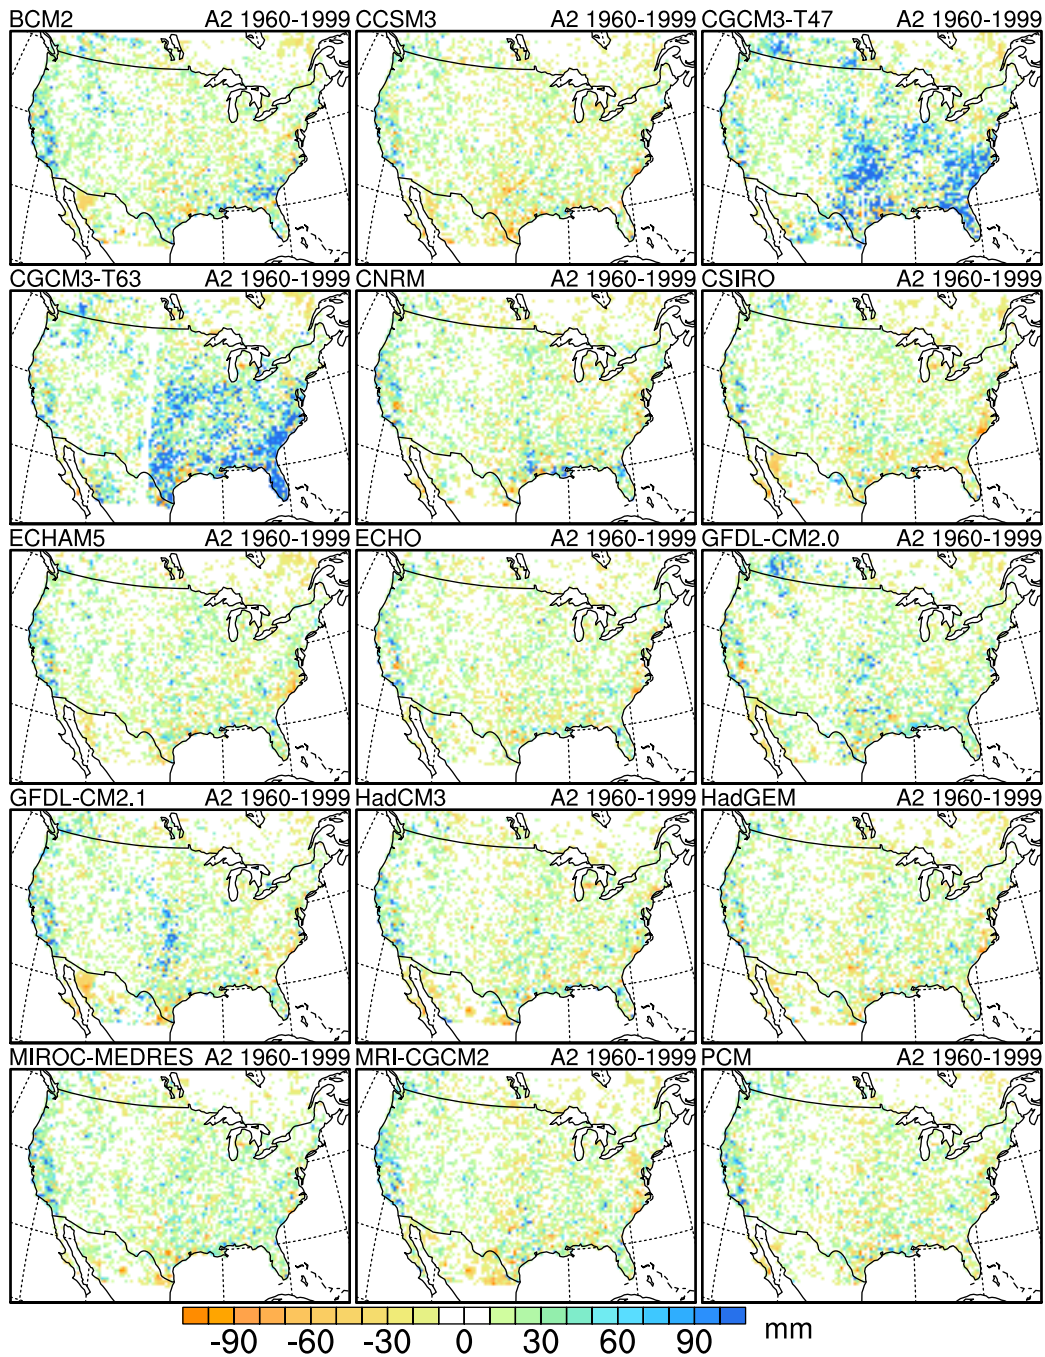 BCM2 A2 1960-1999 CCSM3 A2 1960-1999 CGCM3-T47 A2 1960-1999
CGCM3-T63 A2 1960-1999 CNRM A2 1960-1999 CSIRO A2 1960-1999
ECHAM5 A2 1960-1999 ECHO A2 1960-1999 GFDL-CM2.0 A2 1960-1999
GFDL-CM2.1 A2 1960-1999 HadCM3 A2 1960-1999 HadGEM A2 1960-1999
MIROC-MEDRES A2 1960-1999 MRI-CGCM2 A2 1960-1999 PCM A2 1960-1999
-90 -60 -30 0 30 60 90 mm